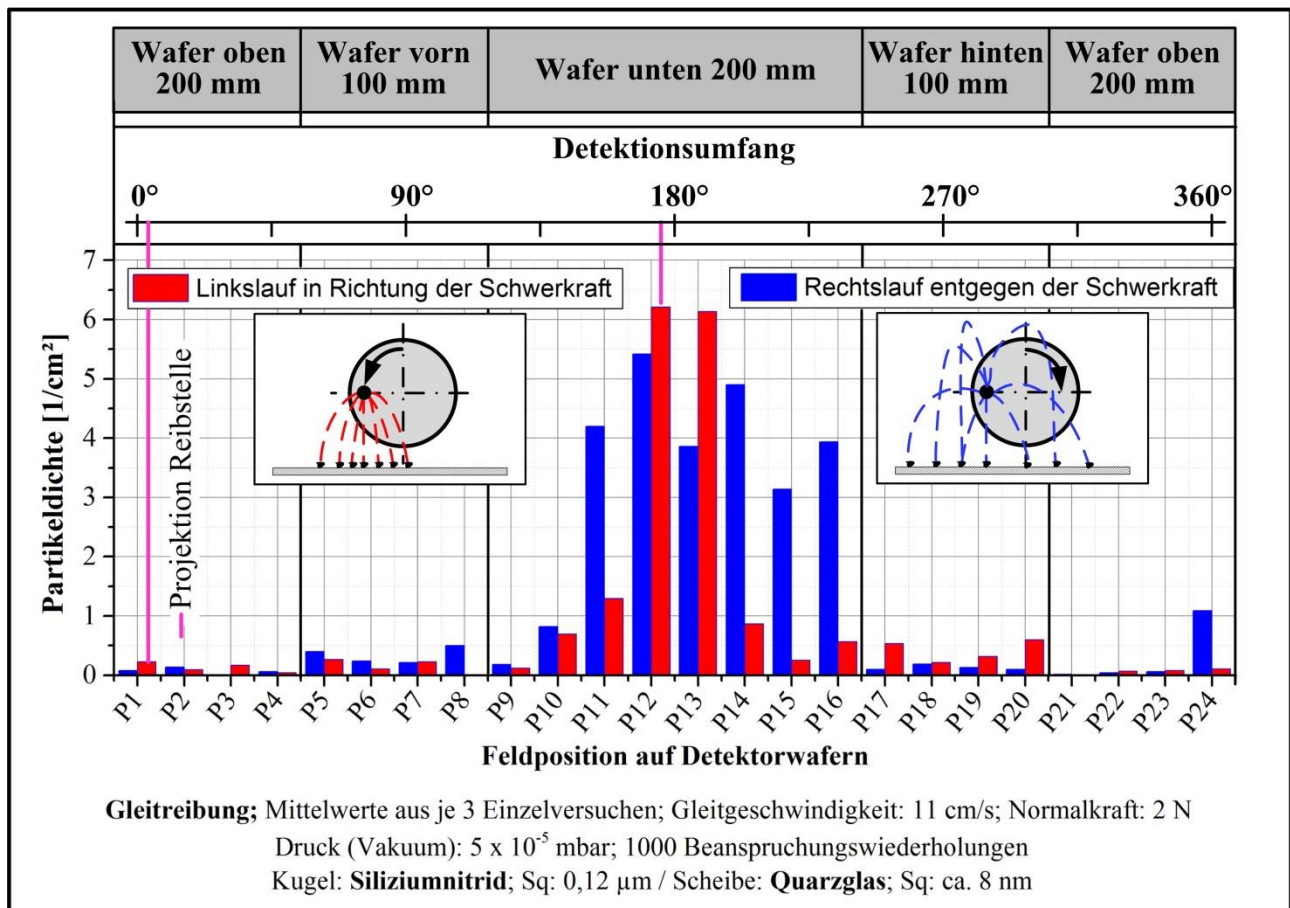 Wafer oben
200 mm
Wafer vorn
100 mm
Wafer unten 200 mm
Wafer hinten
100 mm
Wafer oben
200 mm
Detektionsumfang
0° 90° 180° 270° 360°
7
6
5
4
3
2
1
0
Partikeldichte [1/cm²]
Linkslauf in Richtung der Schwerkraft
Rechtslauf entgegen der Schwerkraft
Projektion Reibstelle
P1 P2 P3 P4 P5 P6 P7 P8 P9 P10 P11 P12 P13 P14 P15 P16 P17 P18 P19 P20 P21 P22 P23 P24
Feldposition auf Detektorwafern
Gleitreibung; Mittelwerte aus je 3 Einzelversuchen; Gleitgeschwindigkeit: 11 cm/s; Normalkraft: 2 N
Druck (Vakuum): 5 x 10⁻⁵ mbar; 1000 Beanspruchungswiederholungen
Kugel: Siliziumnitrid; Sq: 0,12 µm / Scheibe: Quarzglas; Sq: ca. 8 nm